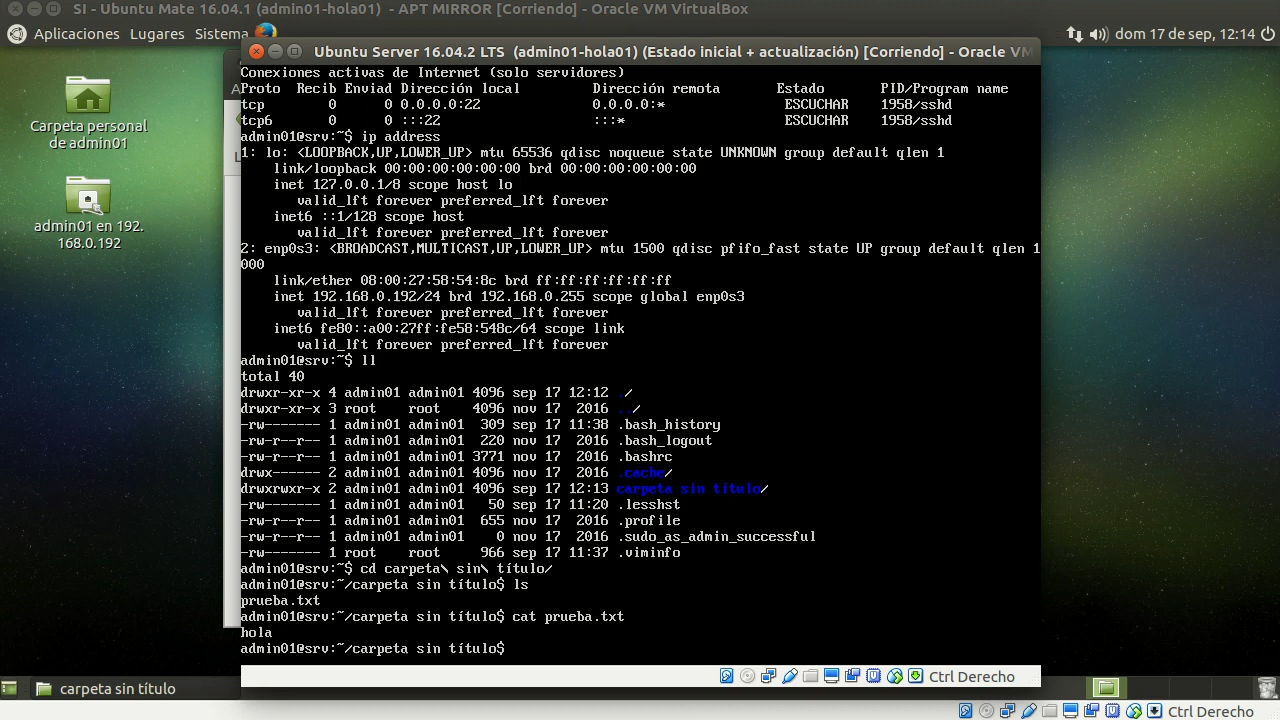 SI - Ubuntu Mate 16.04.1 (admin01-hola01) - APT MIRROR [Corriendo] - Oracle VM VirtualBox
Aplicaciones Lugares Sistema
dom 17 de sep, 12:14
Ubuntu Server 16.04.2 LTS (admin01-hola01) (Estado inicial + actualización) [Corriendo] - Oracle VM
Carpeta personal
de admin01
admin01 en 192.
168.0.192
Conexiones activas de Internet (solo servidores)
Proto Recib Enviad Dirección local Dirección remota Estado PID/Program name
tcp 0 0 0.0.0.0:22 0.0.0.0:* ESCUCHAR 1958/sshd
tcp6 0 0 :::22 :::* ESCUCHAR 1958/sshd
admin01@srv:~$ ip address
1: lo: <LOOPBACK,UP,LOWER_UP> mtu 65536 qdisc noqueue state UNKNOWN group default qlen 1
link/loopback 00:00:00:00:00:00 brd 00:00:00:00:00:00
inet 127.0.0.1/8 scope host lo
valid_lft forever preferred_lft forever
inet6 ::1/128 scope host
valid_lft forever preferred_lft forever
2: enp0s3: <BROADCAST,MULTICAST,UP,LOWER_UP> mtu 1500 qdisc pfifo_fast state UP group default qlen 1
000
link/ether 08:00:27:58:54:8c brd ff:ff:ff:ff:ff:ff
inet 192.168.0.192/24 brd 192.168.0.255 scope global enp0s3
valid_lft forever preferred_lft forever
inet6 fe80::a00:27ff:fe58:548c/64 scope link
valid_lft forever preferred_lft forever
admin01@srv:~$ ll
total 40
drwxr-xr-x 4 admin01 admin01 4096 sep 17 12:12 ./
drwxr-xr-x 3 root root 4096 nov 17 2016 ../
-rw------- 1 admin01 admin01 309 sep 17 11:38 .bash_history
-rw-r--r-- 1 admin01 admin01 220 nov 17 2016 .bash_logout
-rw-r--r-- 1 admin01 admin01 3771 nov 17 2016 .bashrc
drwx------ 2 admin01 admin01 4096 nov 17 2016 .cache/
drwxrwxr-x 2 admin01 admin01 4096 sep 17 12:13 carpeta sin título/
-rw------- 1 admin01 admin01 50 sep 17 11:20 .lesshst
-rw-r--r-- 1 admin01 admin01 655 nov 17 2016 .profile
-rw-r--r-- 1 admin01 admin01 0 nov 17 2016 .sudo_as_admin_successful
-rw------- 1 root root 966 sep 17 11:37 .viminfo
admin01@srv:~$ cd carpeta\ sin\ título/
admin01@srv:~/carpeta sin título$ ls
prueba.txt
admin01@srv:~/carpeta sin título$ cat prueba.txt
hola
admin01@srv:~/carpeta sin título$
Ctrl Derecho
carpeta sin título
Ctrl Derecho